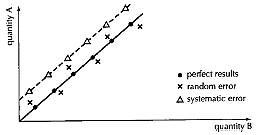 quantity A
quantity B
perfect results
random error
systematic error